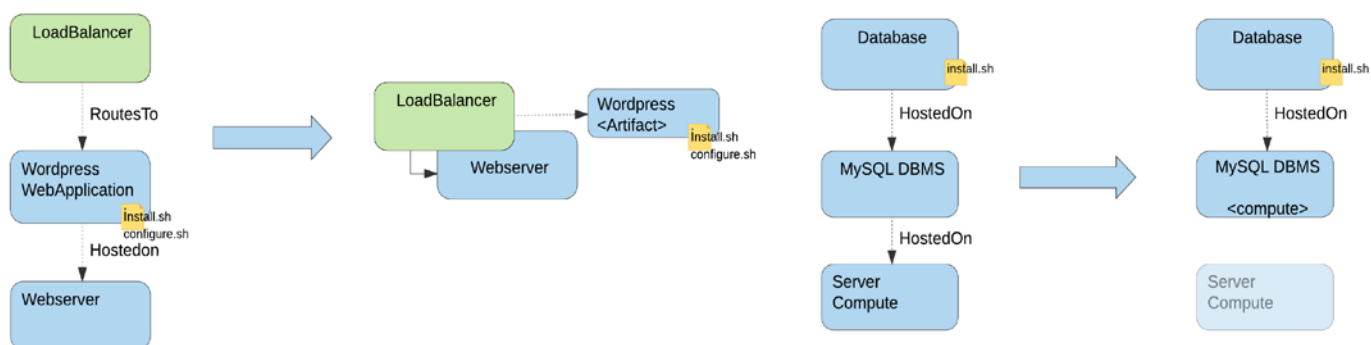 LoadBalancer
RoutesTo
Wordpress
WebApplication
install.sh
configure.sh
Hostedon
Webserver
LoadBalancer
Webserver
Wordpress
<Artifact>
install.sh
configure.sh
Database
install.sh
HostedOn
MySQL DBMS
HostedOn
Server
Compute
Database
install.sh
HostedOn
MySQL DBMS
<compute>
Server
Compute